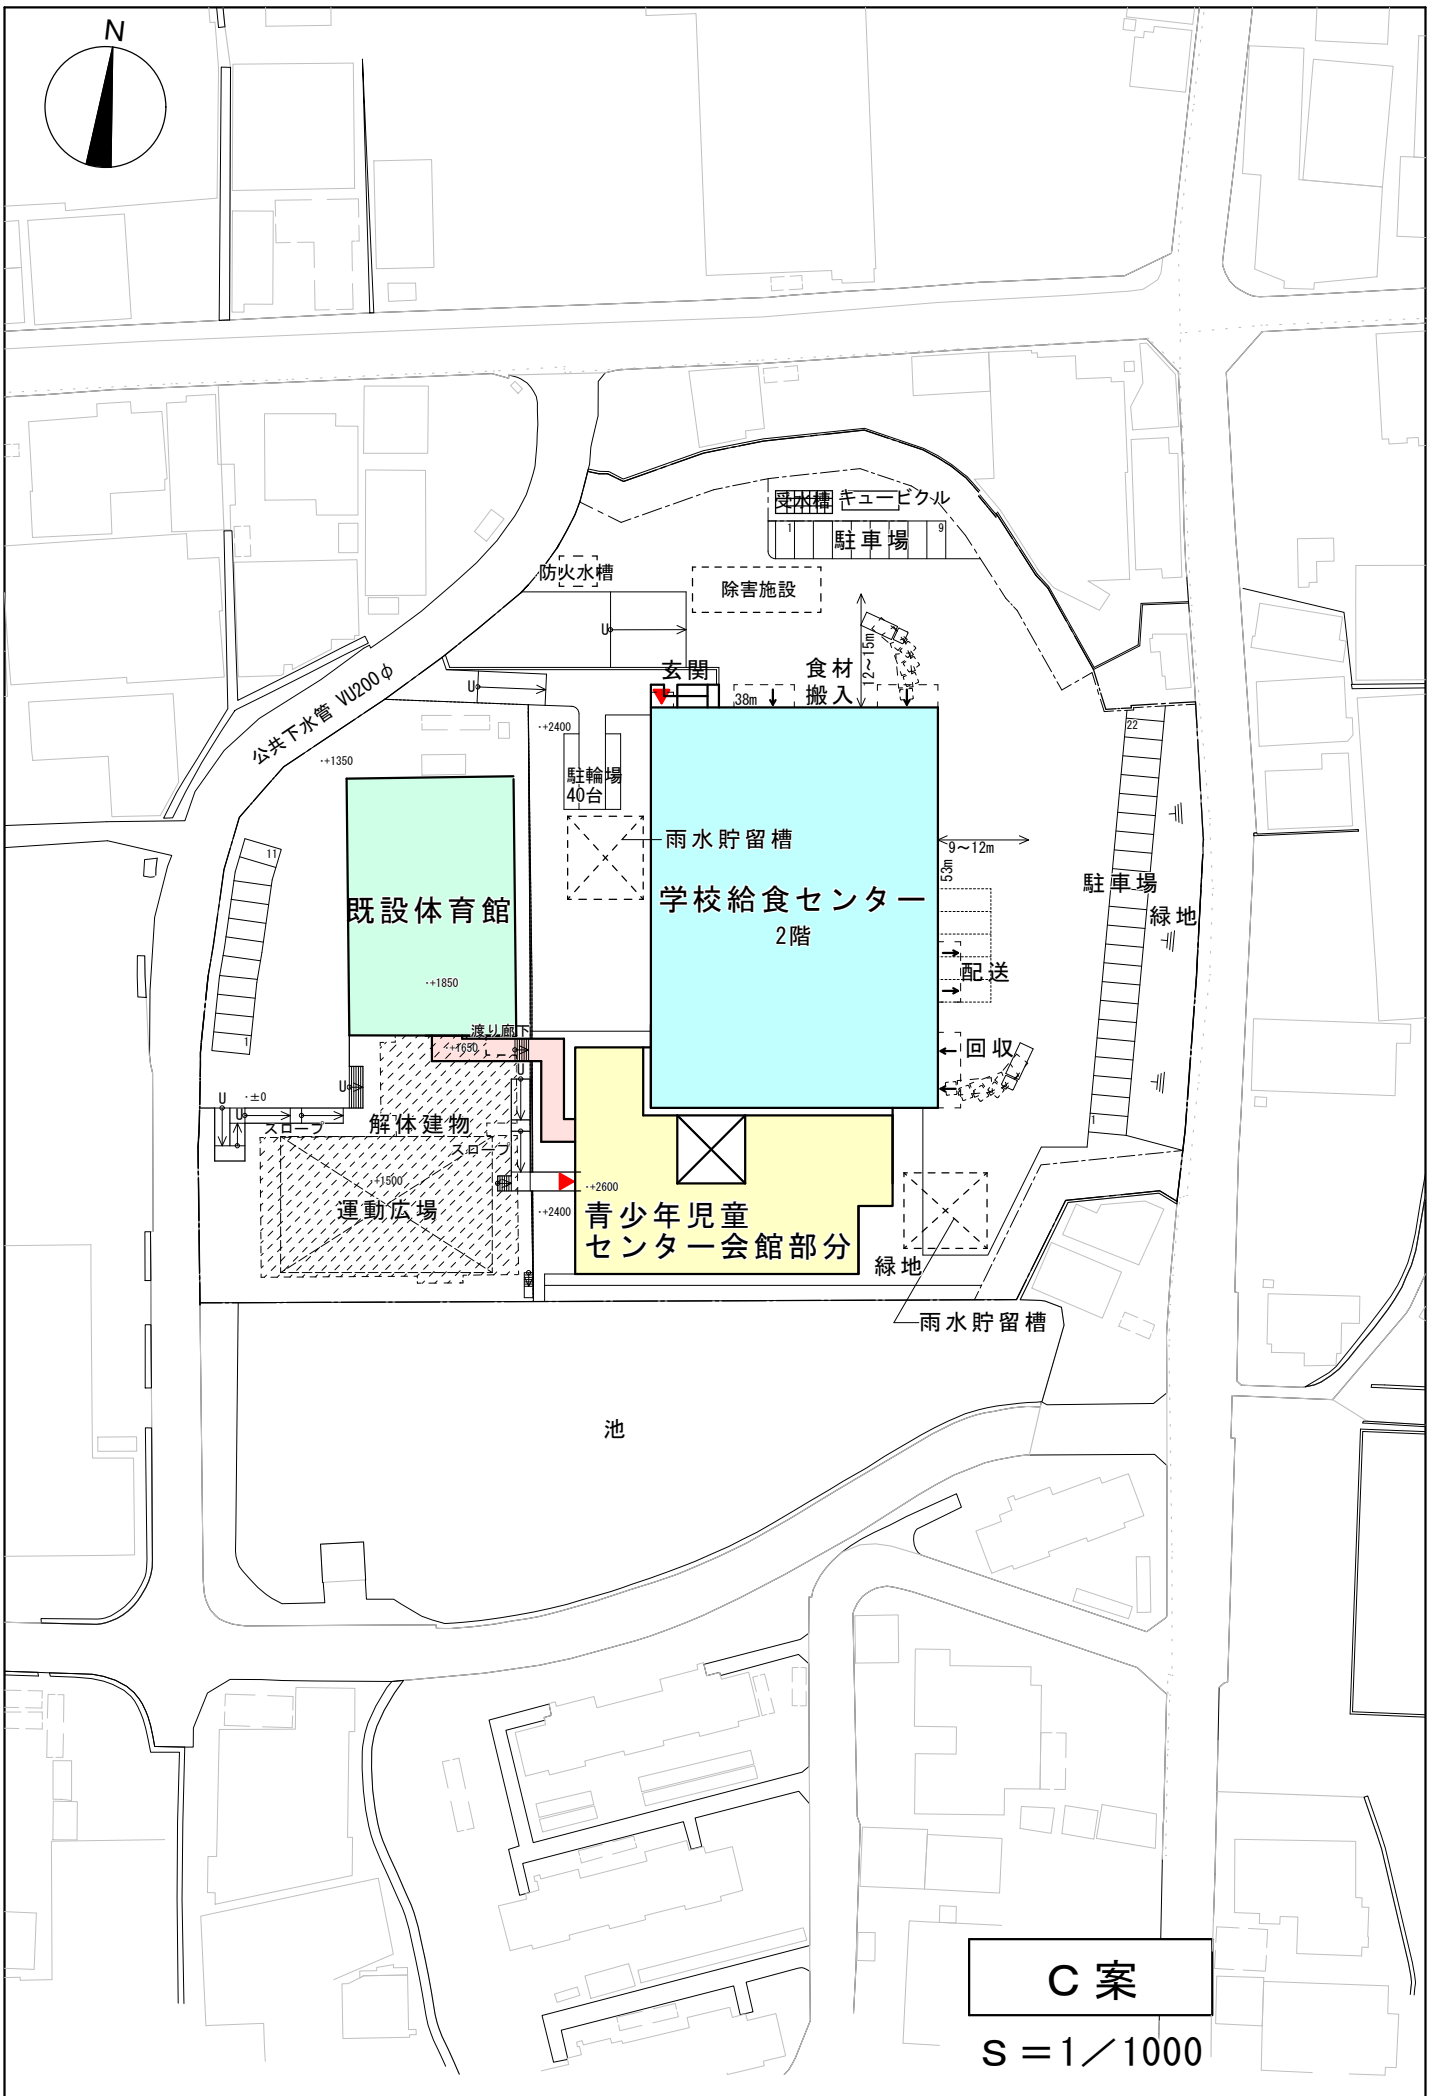 N
受水槽 キュービクル
1
9
駐車場
防火水槽
除害施設
U
12～15m
玄関
食材
搬入
38m
U
公共下水管 VU200φ
+2400
+1350
22
駐輪場
40台
雨水貯留槽
9～12m
53m
11
駐車場
既設体育館
学校給食センター
2階
緑地
配送
+1850
渡り廊下
+1650
回収
1
U
U
U
±0
U
スロープ
解体建物
スロープ
1
+1500
+2600
運動広場
+2400
青少年児童
センター会館部分
緑地
雨水貯留槽
池
C案
S＝1／1000